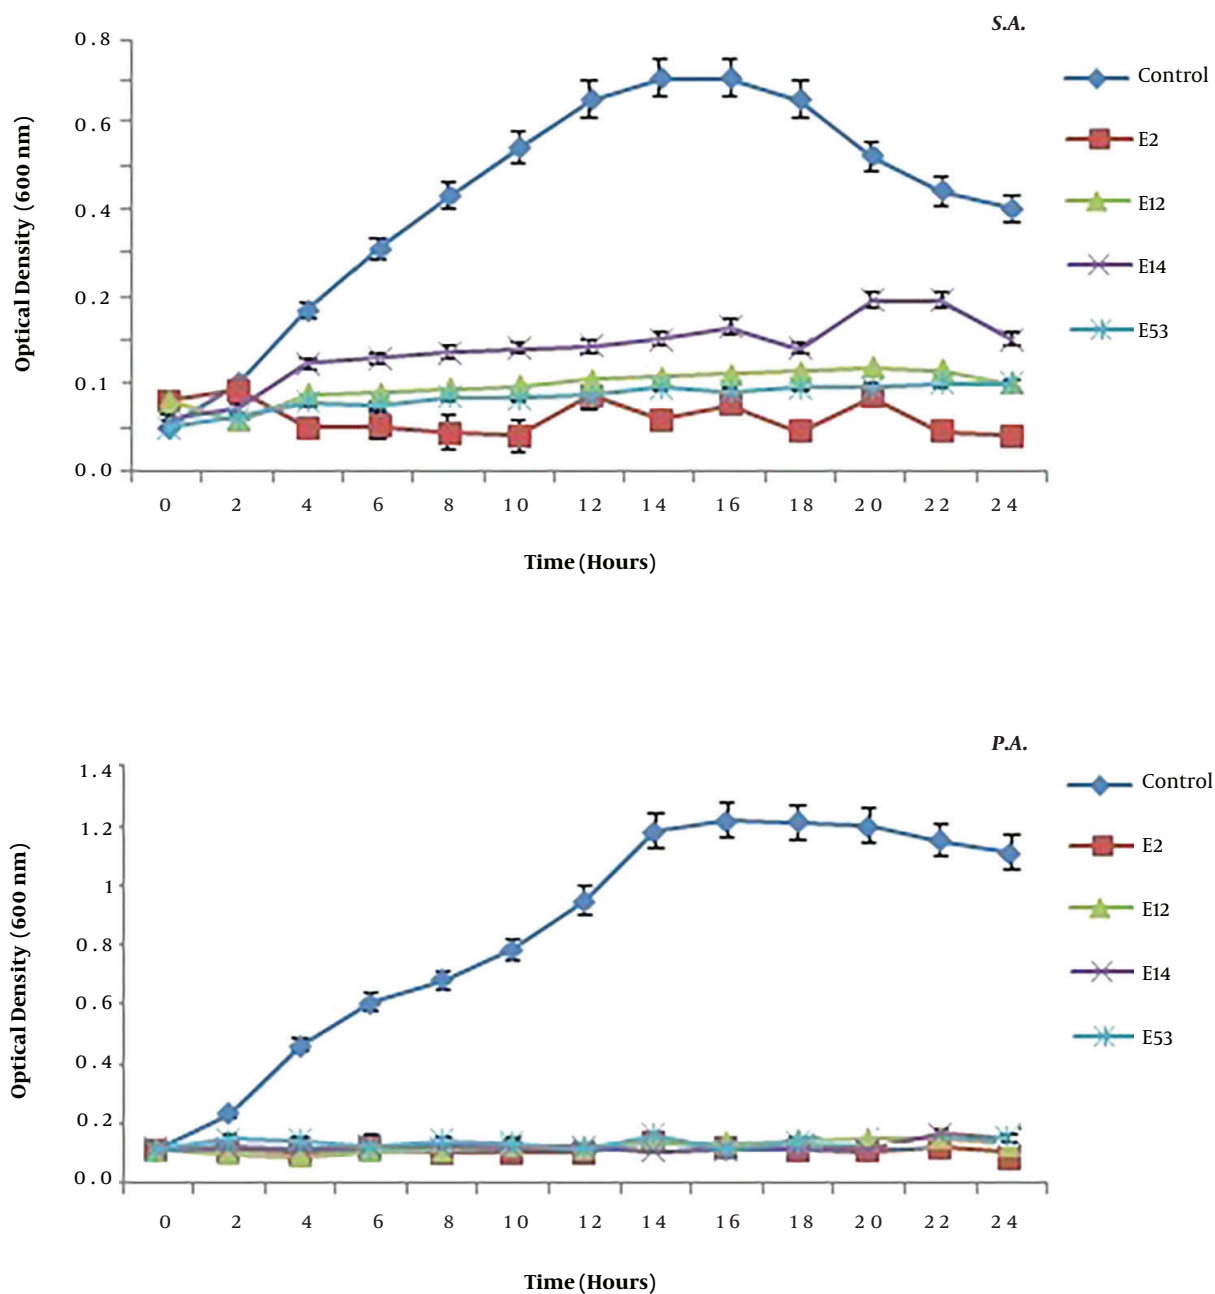 S.A.
0.8
0.6
0.4
0.2
0.1
0.0
Optical Density (600 nm)
0 2 4 6 8 10 12 14 16 18 20 22 24
Time (Hours)
Control
E2
E12
E14
E53
P.A.
1.4
1.2
1
0.8
0.6
0.4
0.2
0.0
Optical Density (600 nm)
0 2 4 6 8 10 12 14 16 18 20 22 24
Time (Hours)
Control
E2
E12
E14
E53